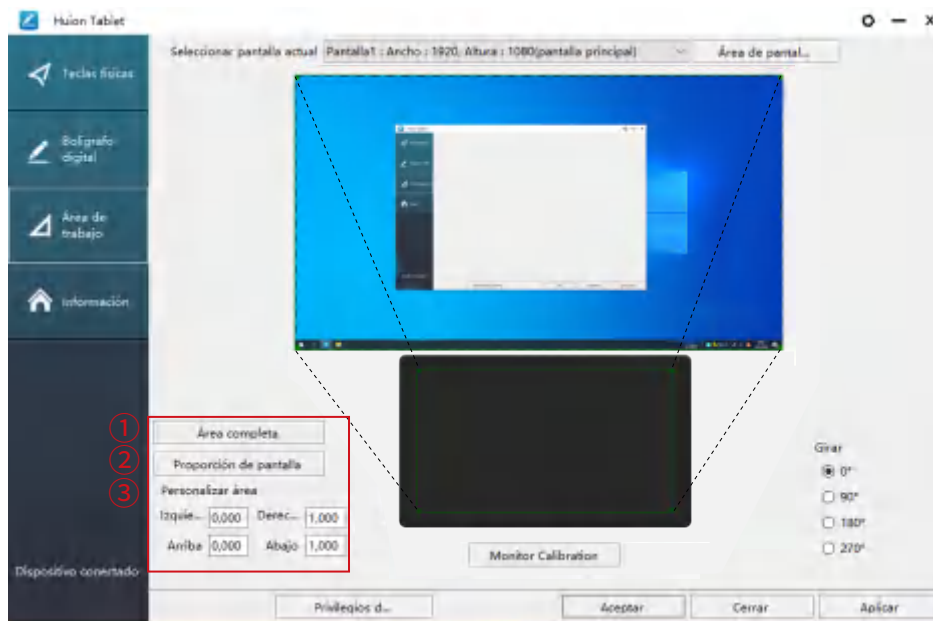 Huion Tablet
Seleccionar pantalla actual Pantalla1 : Ancho : 1920, Altura : 1080(pantalla principal) Área de pantal...
Teclas físicas
Bolígrafo
digital
Área de
trabajo
Información
① Área completa
② Proporción de pantalla
③ Personalizar área
Izquie... 0,000 Derec... 1,000
Arriba 0,000 Abajo 1,000
Monitor Calibration
Girar
0°
90°
180°
270°
Dispositivo conectado
Privilegios d... Aceptar Cerrar Aplicar